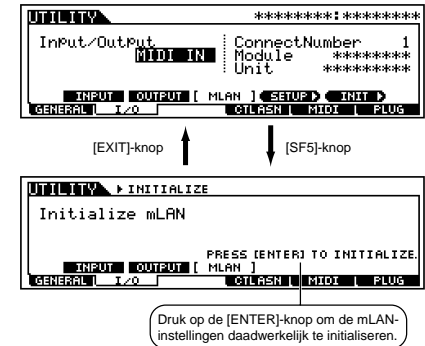 UTILITY ********:********
Input/Output ConnectNumber 1
MIDI IN Module ********
Unit *********
INPUT OUTPUT [ MLAN ] SETUP INIT
GENERAL I/O CTLASN MIDI PLUG
[EXIT]-knop [SF5]-knop
UTILITY INITIALIZE
Initialize mLAN
PRESS [ENTER] TO INITIALIZE.
INPUT OUTPUT [ MLAN ]
GENERAL I/O CTLASN MIDI PLUG
Druk op de [ENTER]-knop om de mLAN-
instellingen daadwerkelijk te initialiseren.